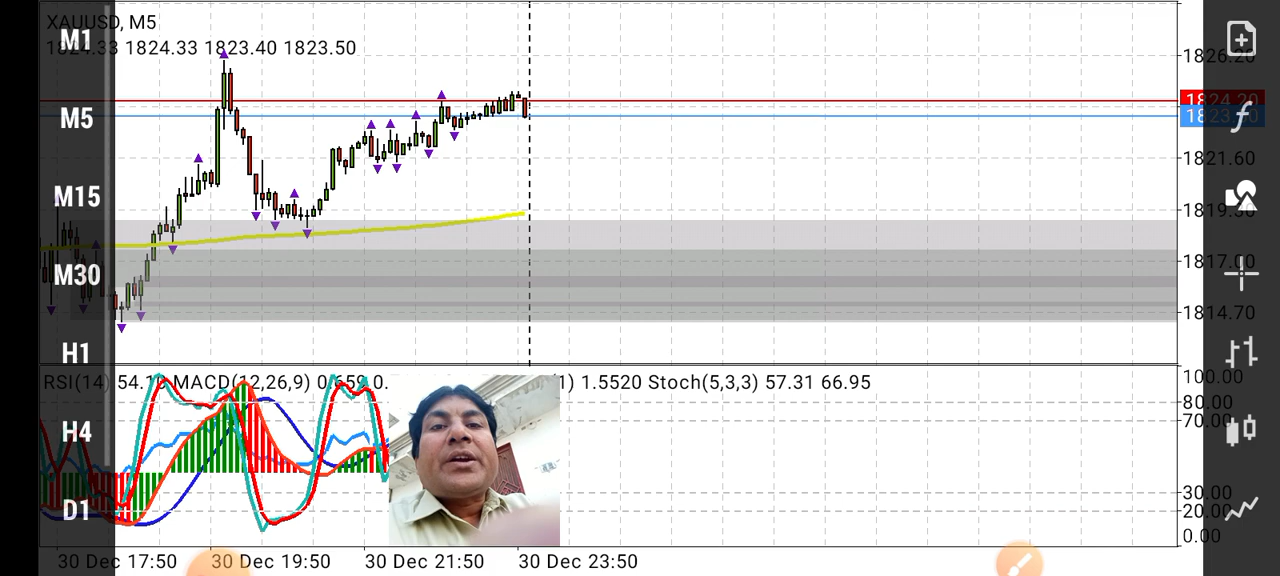 XAUUSD, M5
1824.33 1824.33 1823.40 1823.50
M1
M5
M15
M30
H1
H4
D1
1826.20
1824.20
1821.60
1819.30
1817.00
1814.70
RSI(14) 54.1 MACD(12,26,9) 0.659 0. 1) 1.5520 Stoch(5,3,3) 57.31 66.95
100.00
80.00
70.00
30.00
20.00
0.00
30 Dec 17:50 30 Dec 19:50 30 Dec 21:50 30 Dec 23:50